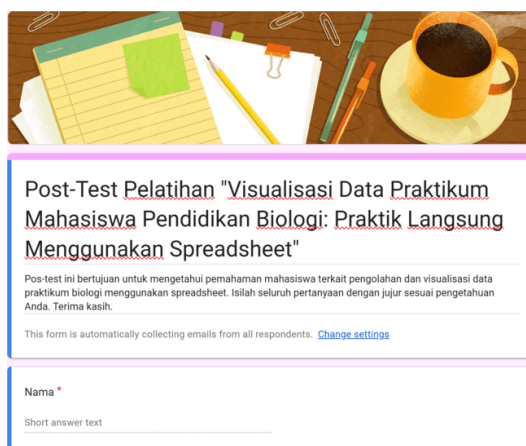 Post-Test Pelatihan "Visualisasi Data Praktikum
Mahasiswa Pendidikan Biologi: Praktik Langsung
Menggunakan Spreadsheet"
Pos-test ini bertujuan untuk mengetahui pemahaman mahasiswa terkait pengolahan dan visualisasi data
praktikum biologi menggunakan spreadsheet. Isilah seluruh pertanyaan dengan jujur sesuai pengetahuan
Anda. Terima kasih.
This form is automatically collecting emails from all respondents. Change settings
Nama *
Short answer text